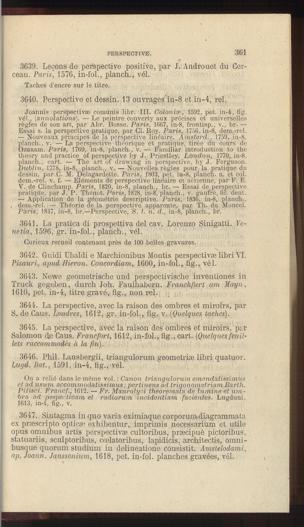 PERSPECTIVE. 361
3639. Leçons de perspective positive, par J. Androuet du Cer-
ceau. Paris, 1576, in-fol., planch., vél.
Taches d'encre sur le titre.
3640. Perspective et dessin. 13 ouvrages in-8 et in-4, rel.
Joannis perspectivæ comunis libr. III. Coloniæ, 1592, pet. in-4, fig.
vél., (annotations). — Le peintre converty aux précises et universelles
règles de son art, par Abr. Bosse. Paris, 1667, in-8, frontisp., v., br. —
Essai s. la perspective pratique, par Cl. Roy. Paris, 1756, in-8, dem.-rel.
— Nouveaux principes de la perspective linéaire. Amsterd., 1759, in-8,
planch., v. — La perspective théorique et pratique, tirée du cours de
Ozanam. Paris, 1769, in-8, planch., v. — Familiar introduction to the
theory and practice of perspective by J. Priestley. London, 1770, in-8,
planch., cart. — The art of drawing in perspective, by J. Ferguson.
Dublin, 1775, in-8, planch., v. — Nouvelles règles pour la pratique du
dessin, par C. M. Delagardette. Paris, 1803, pet. in-8, planch. n. et col.
dem.-rel. v. f. — Éléments de perspective linéaire et oculaire, par F. E.
V. de Clinchamp. Paris, 1820, in-8, planch., br. — Essai de perspective
pratique, par J. P. Thénot. Paris, 1828, in-8, planch., v. gaufré, fil. dent.
— Application de la géométrie descriptive. Paris, 1836, in-8, planch.,
dem.-rel. — Théorie de la perspective apparente, par Th. du Moncel.
Paris, 1847, in-8, br.—Perspective, S. l. n. d., in-8, planch., br.
3641. La pratica di prospettiva del cav. Lorenzo Sirigatti. Ve-
netia, 1596, gr. in-fol., planch., vél.
Curieux recueil contenant près de 100 belles gravures.
3642. Guidi Ubaldi e Marchionibus Montis perspectivæ libri VI.
Pisauri, apud Hieron. Concordiam, 1600, in-fol., fig., vél.
3643. Newe geometrische und perspectivische inventiones in
Truck gegeben, durch Joh. Faulhabern. Franckfurt am Mayn,
1610, pet. in-4, titre gravé, fig., non rel.
3644. La perspective, avec la raison des ombres et miroirs, par
S. de Caus. Londres, 1612, gr. in-fol., fig. v. (Quelques taches).
3645. La perspective, avec la raison des ombres et miroirs, par
Salomon de Caus. Francfort, 1612, in-fol., fig., cart. (Quelques feuil-
lets raccommodés à la fin).
3646. Phil. Lansbergii, triangulorum geometriæ libri quatuor.
Lugd. Bat. 1591, in-4, fig., vél.
On a relié dans le même vol. : Canon triangulorum emendatissimus
et ad usum accommodatissimus ; pertinens ad trigonometriam Barth.
Pitisci. Francf., 1612. — Fr. Maurolyci theoremata de lumine et um-
bra ad perspectivam et radiorum incidentiam facientes. Lugduni.
1613, in-4, fig., v.
3647. Sintagma in quo varia eximiaque corporum diagrammata
ex præscripto opticæ exhibentur, imprimis necessarium et utile
opus omnibus artis perspectivæ cultoribus, præcipuè pictoribus,
statuariis, sculptoribus, cœlatoribus, lapidicis, architectis, omni-
busque quorum studium in delineatione consistit. Amstelodami,
ap. Joann. Janssonium, 1618, pet. in-fol. planches gravées, vél.